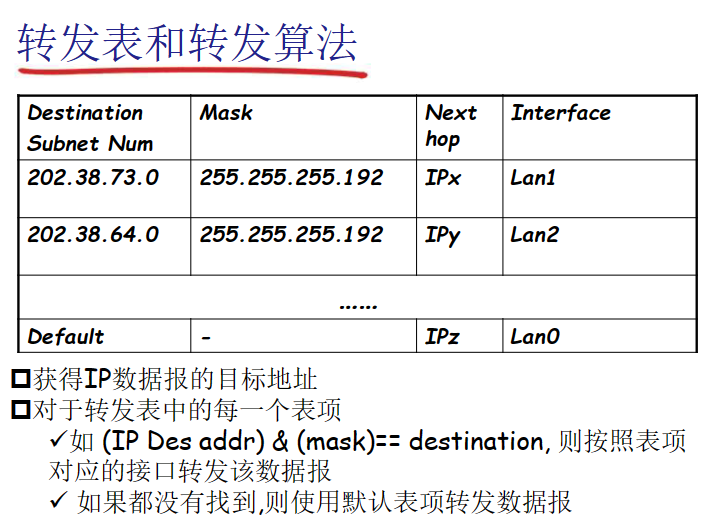 转发表和转发算法
Destination Subnet Num Mask Next hop Interface
202.38.73.0 255.255.255.192 IPx Lan1
202.38.64.0 255.255.255.192 IPy Lan2
……
Default - IPz Lan0
获得IP数据报的目标地址
对于转发表中的每一个表项
✓如 (IP Des addr) & (mask)== destination, 则按照表项
对应的接口转发该数据报
✓ 如果都没有找到,则使用默认表项转发数据报